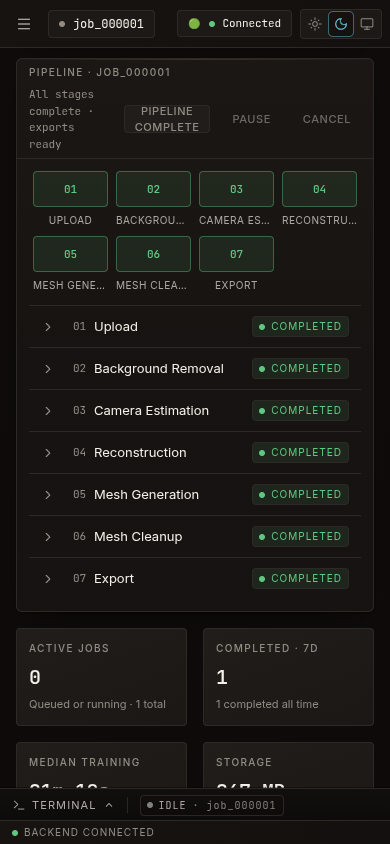 job_000001
Connected
PIPELINE · JOB_000001
All stages
complete ·
exports
ready
PIPELINE
COMPLETE
PAUSE
CANCEL
01 02 03 04
UPLOAD BACKGROU… CAMERA ES… RECONSTRU…
05 06 07
MESH GENE… MESH CLEA… EXPORT
01 Upload COMPLETED
02 Background Removal COMPLETED
03 Camera Estimation COMPLETED
04 Reconstruction COMPLETED
05 Mesh Generation COMPLETED
06 Mesh Cleanup COMPLETED
07 Export COMPLETED
ACTIVE JOBS
0
Queued or running · 1 total
COMPLETED · 7D
1
1 completed all time
MEDIAN TRAINING
STORAGE
TERMINAL
IDLE · job_000001
BACKEND CONNECTED